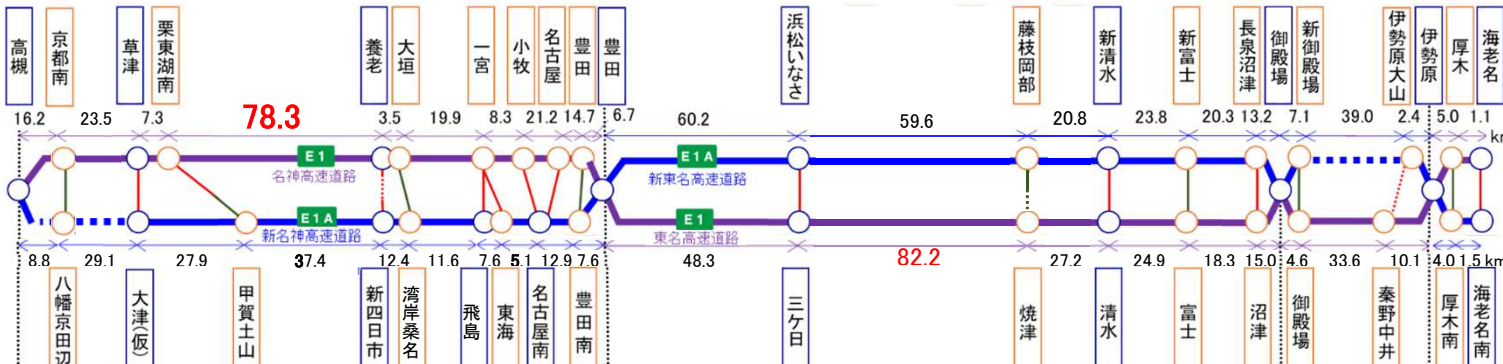 高槻
京都南
草津
栗東湖南
養老
大垣
一宮
小牧
名古屋
豊田
豊田
浜松いなさ
藤枝岡部
新清水
新富士
長泉沼津
御殿場
新御殿場
伊勢原大山
伊勢原
厚木
海老名
16.2 23.5 7.3 78.3 3.5 19.9 8.3 21.2 14.7 6.7 60.2 59.6 20.8 23.8 20.3 13.2 7.1 39.0 2.4 5.0 1.1
km
E1
名神高速道路
E1A
新東名高速道路
E1A
新名神高速道路
E1
東名高速道路
8.8 29.1 27.9 37.4 12.4 11.6 7.6 5.1 12.9 7.6 48.3 82.2 27.2 24.9 18.3 15.0 4.6 33.6 10.1 4.0 1.5 km
八幡京田辺
大津(仮)
甲賀土山
新四日市
湾岸桑名
飛島
東海
名古屋南
豊田南
三ケ日
焼津
清水
富士
沼津
御殿場
秦野中井
厚木南
海老名南